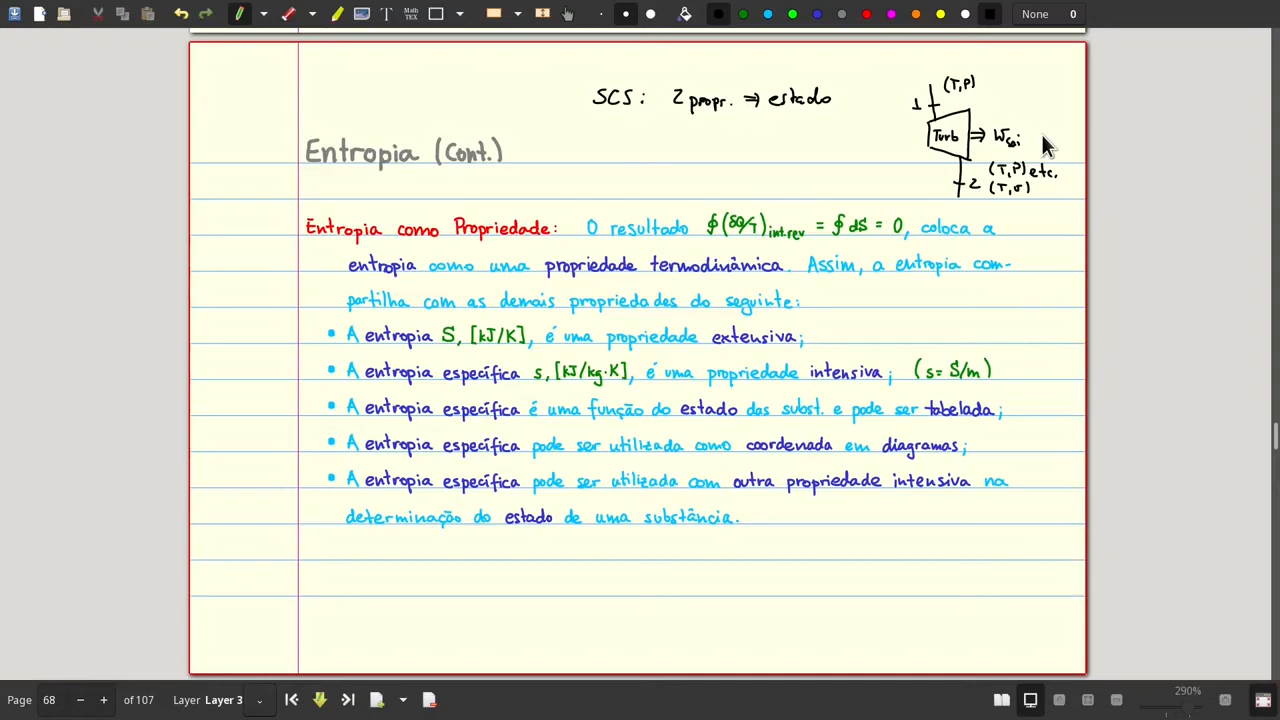 Math
TEX
None 0
SCS: 2 propr. ⇒ estado
(T,P)
1
Turb ⇒ Wsai
(T,P) etc.
2 (T,v)
Entropia (Cont.)
Entropia como Propriedade: O resultado ∮(δQ/T)int.rev = ∮dS = 0, coloca a
entropia como uma propriedade termodinâmica. Assim, a entropia com-
partilha com as demais propriedades do seguinte:
• A entropia S, [kJ/K], é uma propriedade extensiva;
• A entropia específica s, [kJ/kg·K], é uma propriedade intensiva; (s= S/m)
• A entropia específica é uma função do estado das subst. e pode ser tabelada;
• A entropia específica pode ser utilizada como coordenada em diagramas;
• A entropia específica pode ser utilizada com outra propriedade intensiva na
determinação do estado de uma substância.
Page 68 − + of 107 Layer Layer 3 290%